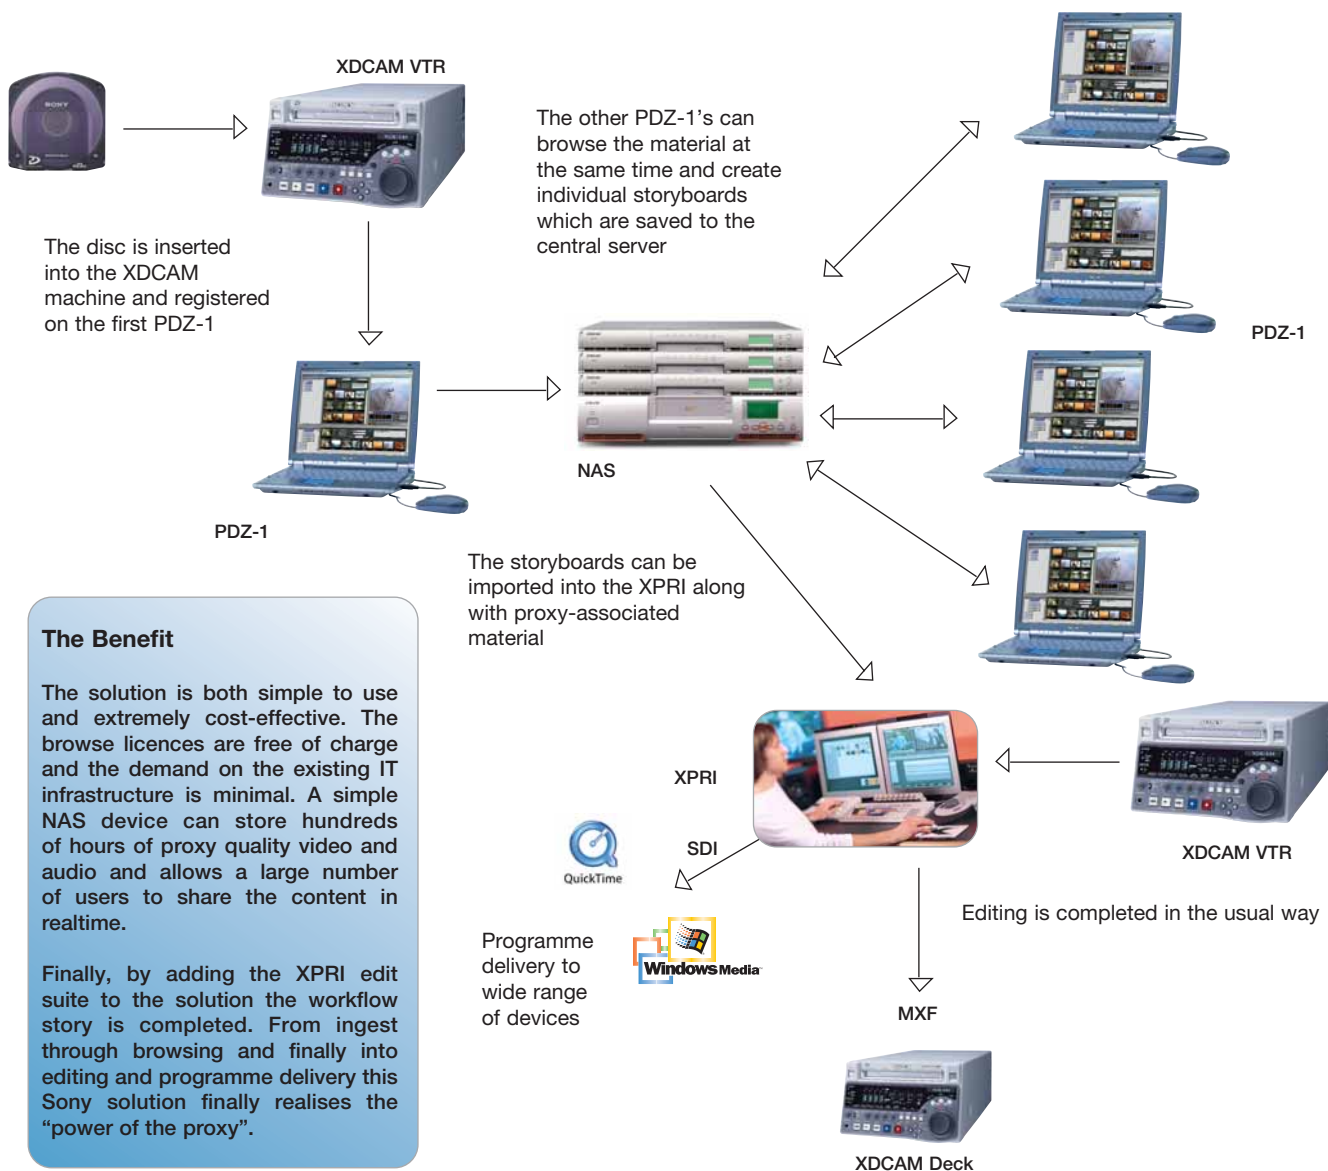 XDCAM VTR
SONY
The disc is inserted
into the XDCAM
machine and registered
on the first PDZ-1
The other PDZ-1's can
browse the material at
the same time and create
individual storyboards
which are saved to the
central server
PDZ-1
NAS
PDZ-1
The storyboards can be
imported into the XPRI along
with proxy-associated
material
The Benefit
The solution is both simple to use
and extremely cost-effective. The
browse licences are free of charge
and the demand on the existing IT
infrastructure is minimal. A simple
NAS device can store hundreds
of hours of proxy quality video and
audio and allows a large number
of users to share the content in
realtime.
Finally, by adding the XPRI edit
suite to the solution the workflow
story is completed. From ingest
through browsing and finally into
editing and programme delivery this
Sony solution finally realises the
“power of the proxy”.
XPRI
SDI
QuickTime
Programme
delivery to
wide range
of devices
Windows Media
XDCAM VTR
Editing is completed in the usual way
MXF
XDCAM Deck